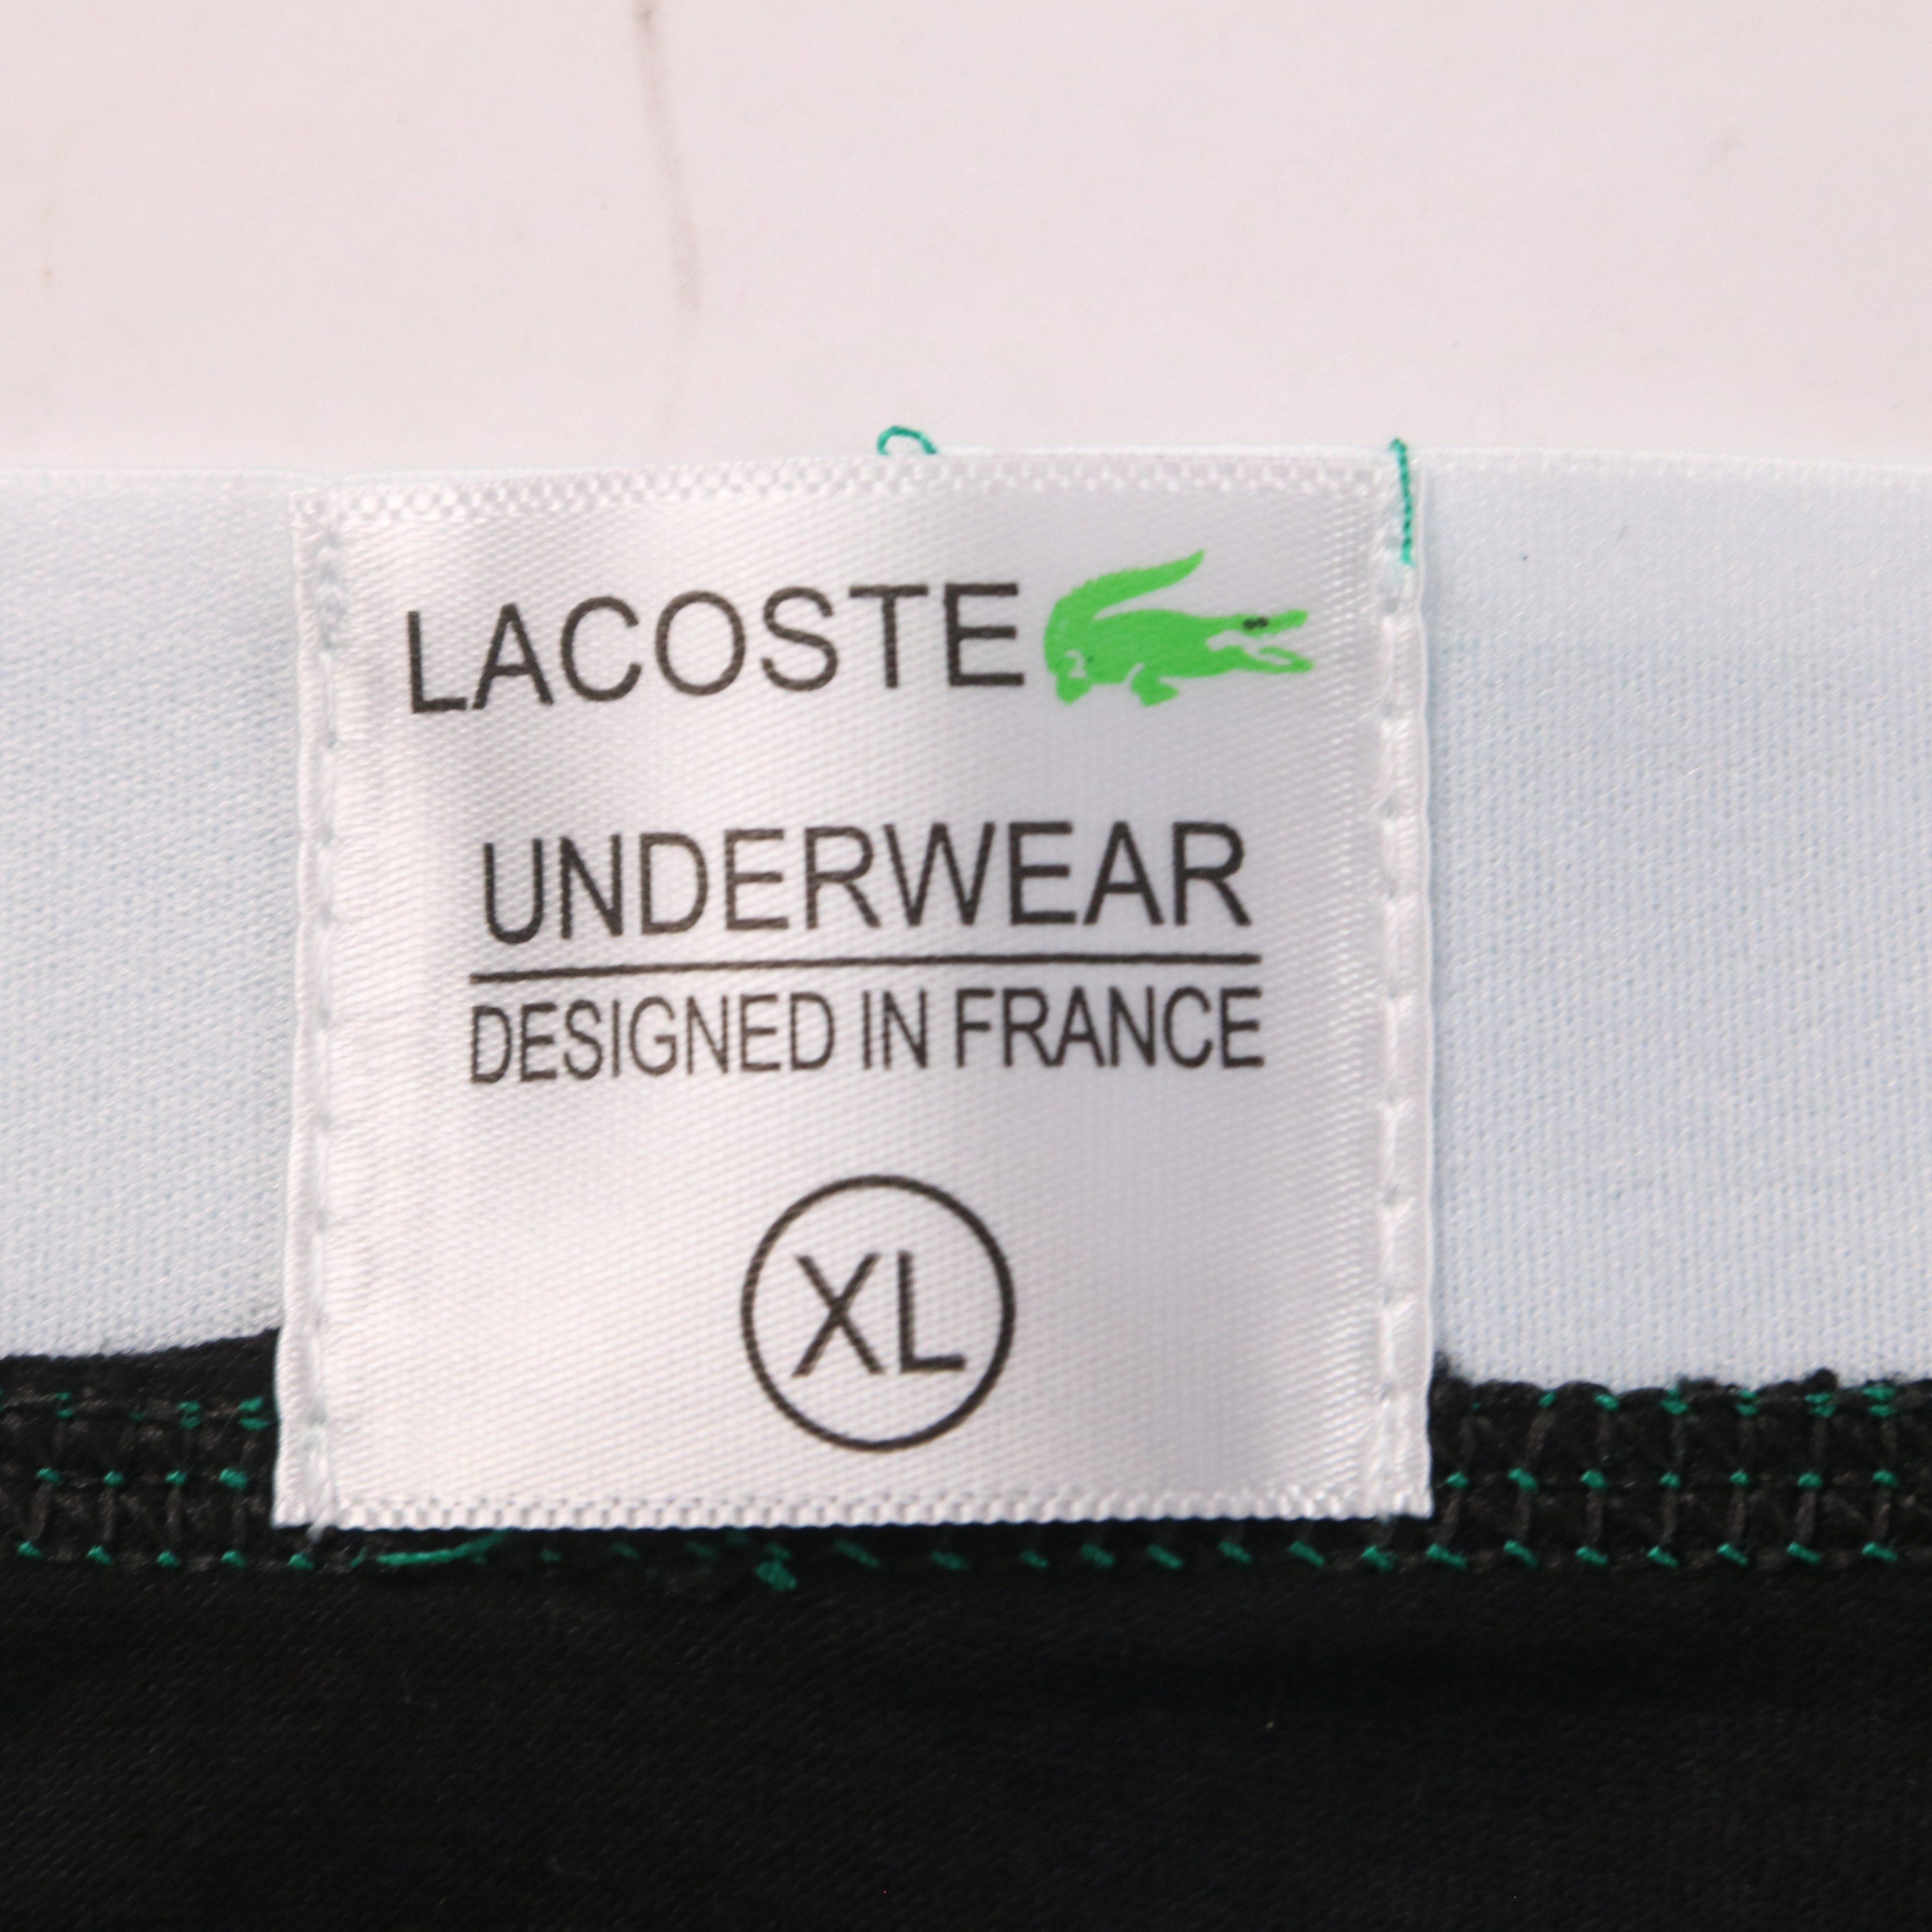 LACOSTE
UNDERWEAR
DESIGNED IN FRANCE
XL